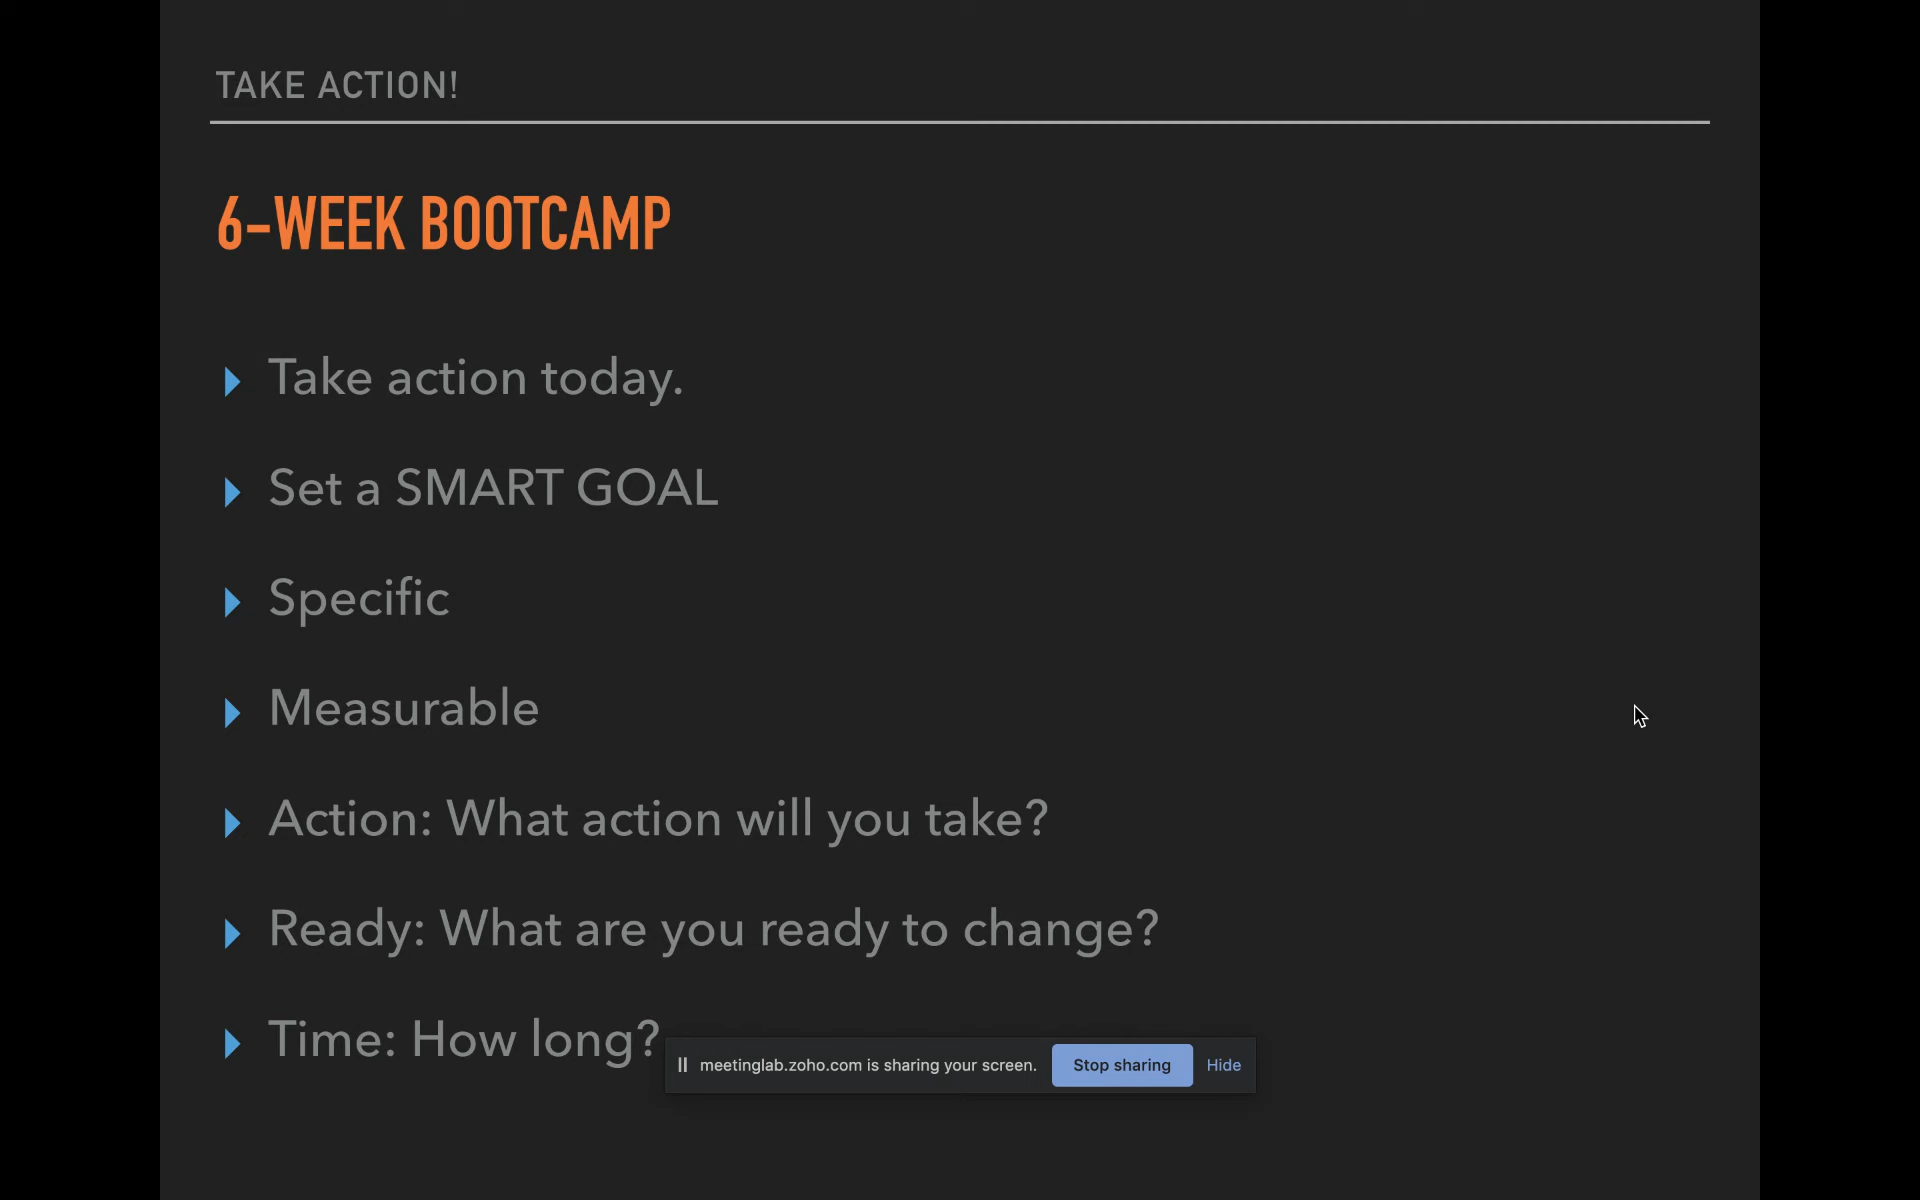 TAKE ACTION!
6-WEEK BOOTCAMP
Take action today.
Set a SMART GOAL
Specific
Measurable
Action: What action will you take?
Ready: What are you ready to change?
Time: How long?
meetinglab.zoho.com is sharing your screen. Stop sharing Hide